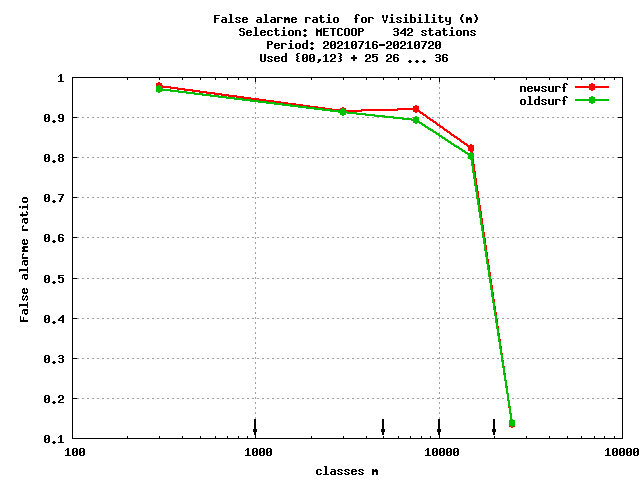 False alarme ratio  for Visibility (m)
Selection: METCOOP    342 stations
Period: 20210716-20210720
Used {00,12} + 25 26 ... 36
newsurf
oldsurf
1
0.9
0.8
0.7
0.6
0.5
0.4
0.3
0.2
0.1
False alarme ratio
100 1000 10000 10000
classes m